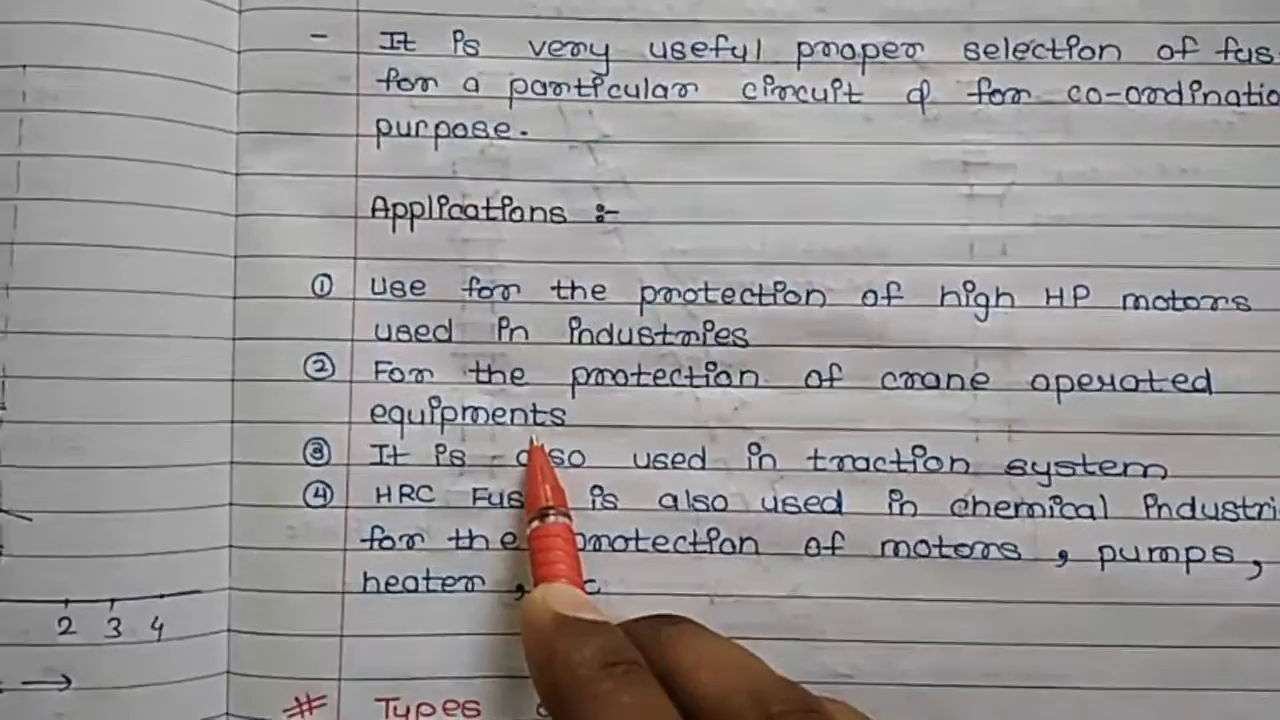 - It is very useful proper selection of fus
for a particular circuit & for co-ordinatio
purpose.
Applications :-
① Use for the protection of high HP motors
used in industries
② For the protection of crane operated
equipments
③ It is also used in traction system
④ HRC Fus is also used in chemical industri
for the protection of motors, pumps,
heater,
2 3 4
# Types